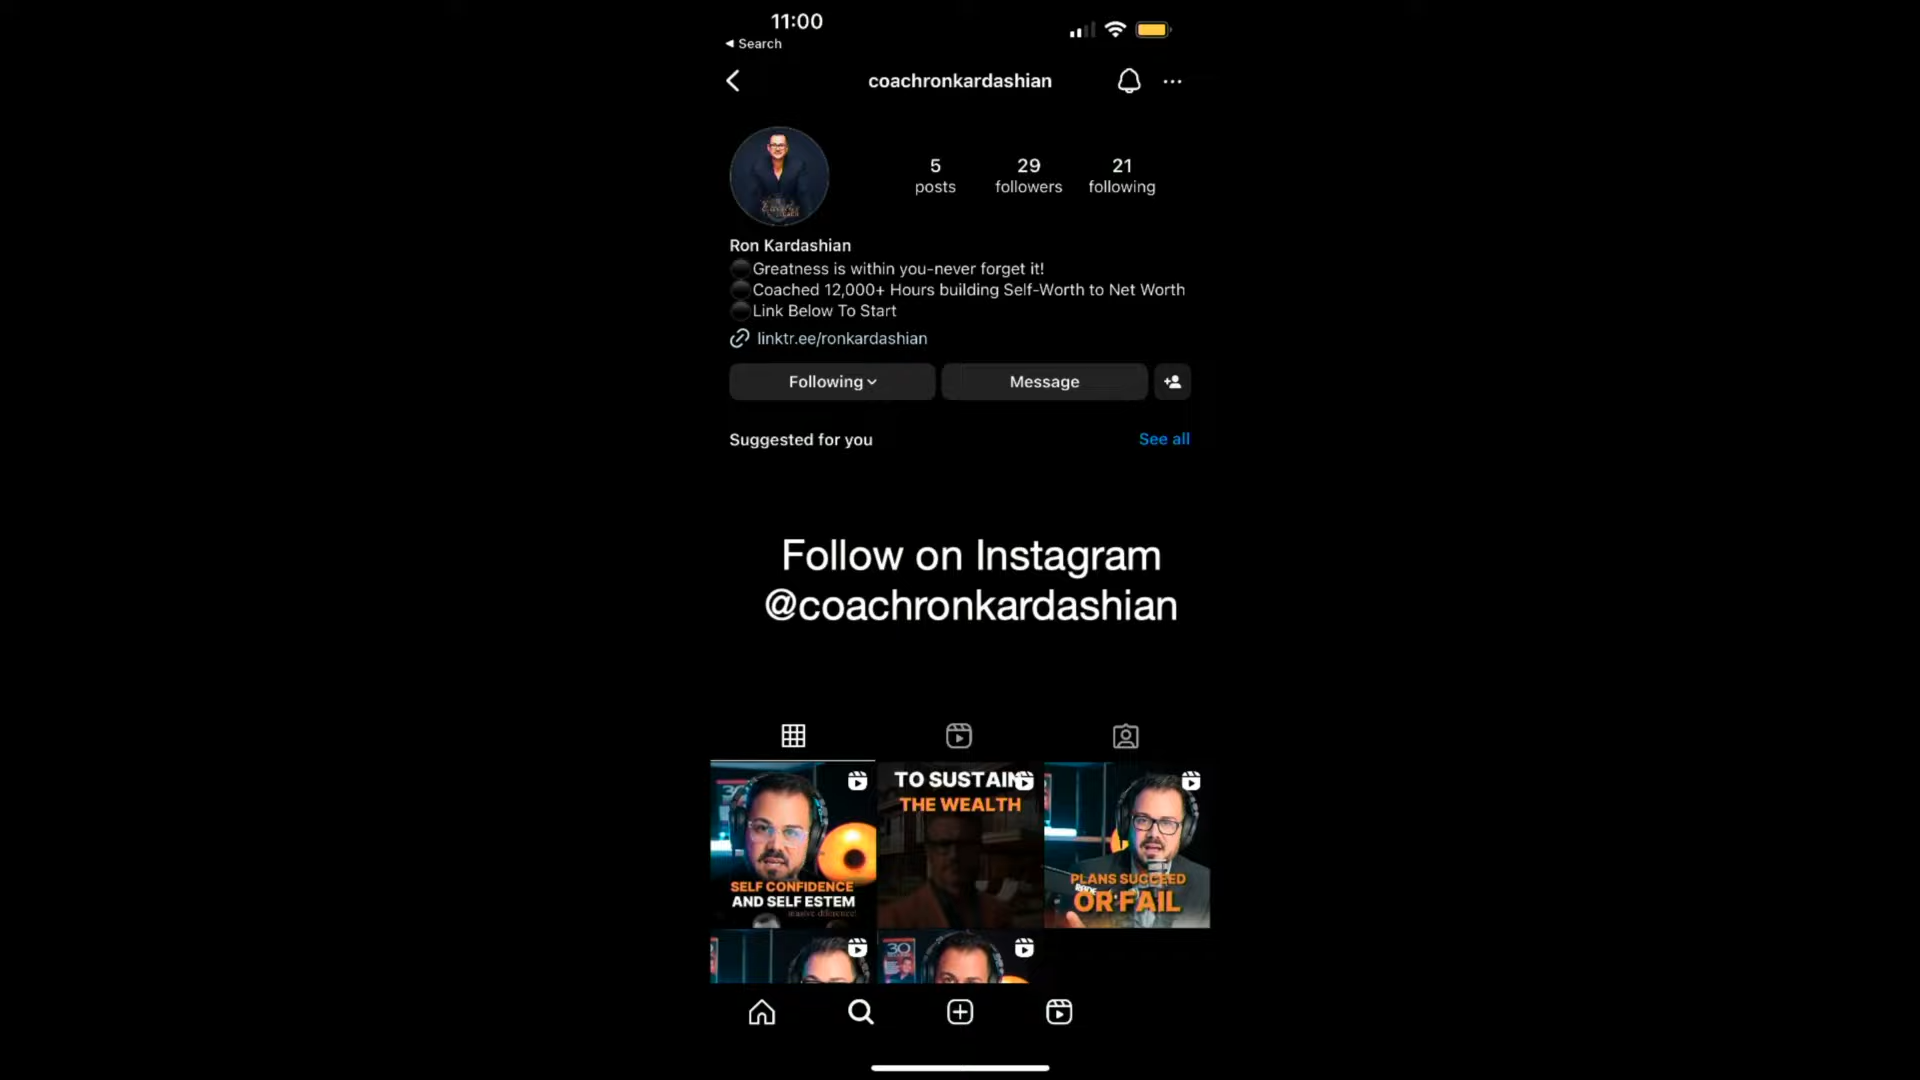 11:00
Search
coachronkardashian
5 29 21
posts followers following
Ron Kardashian
Greatness is within you-never forget it!
Coached 12,000+ Hours building Self-Worth to Net Worth
Link Below To Start
linktr.ee/ronkardashian
Following Message
Suggested for you See all
Follow on Instagram
@coachronkardashian
SELF CONFIDENCE
AND SELF ESTEM
TO SUSTAIN
THE WEALTH
PLANS SUCCEED
OR FAIL
30